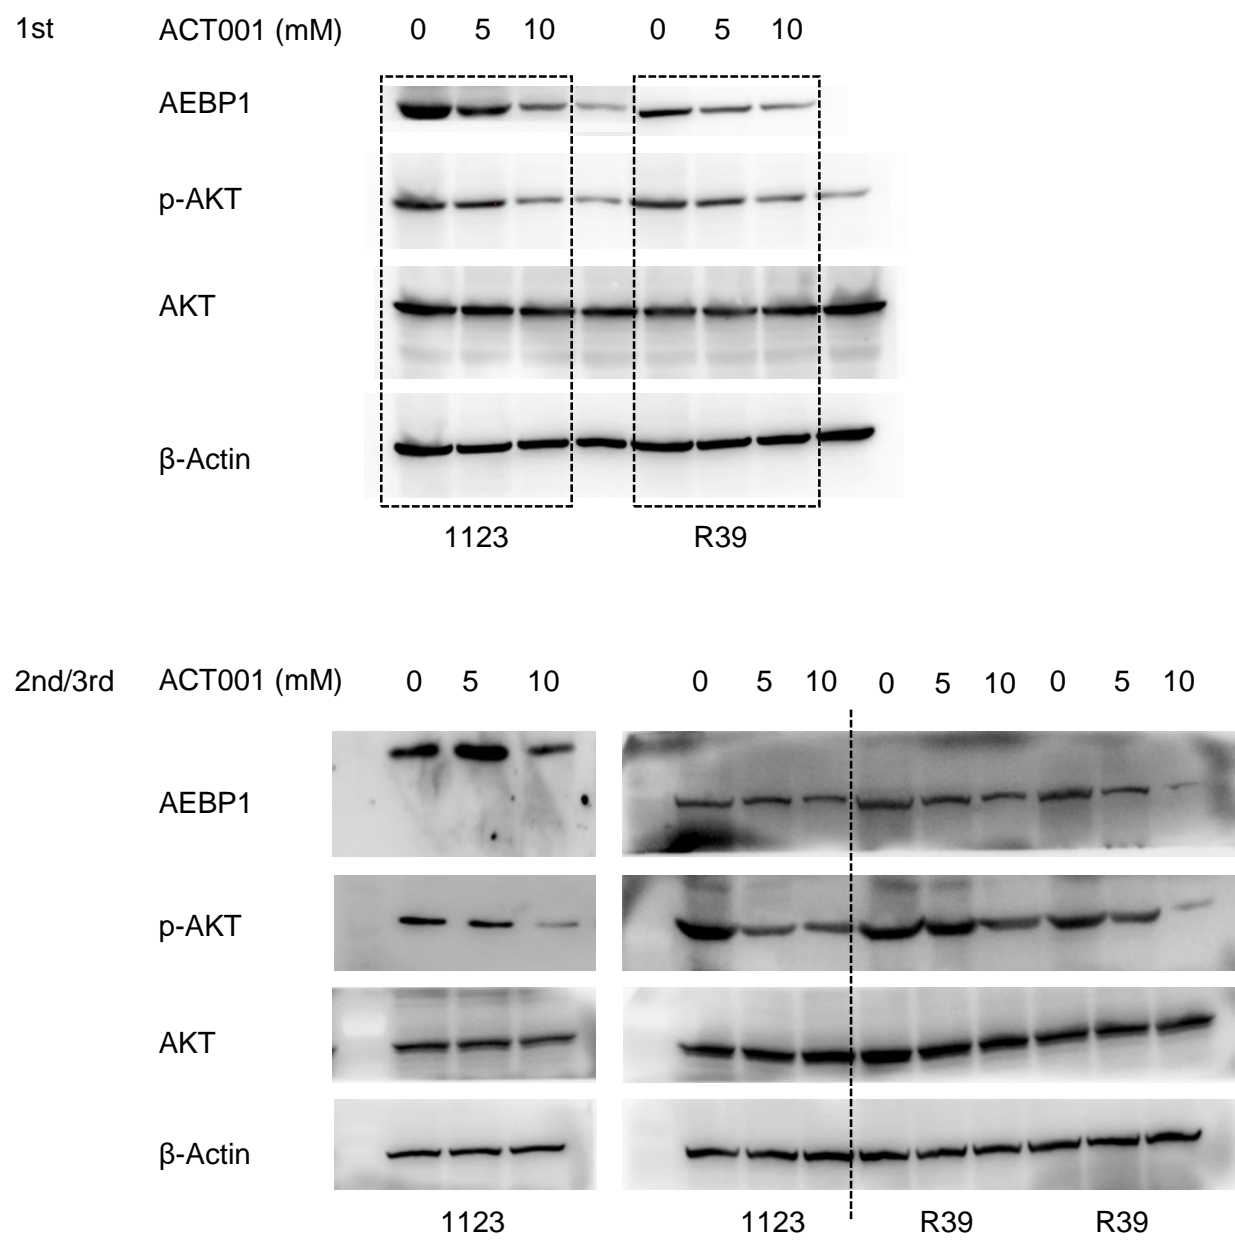 1st ACT001 (mM) 0 5 10 0 5 10
AEBP1
p-AKT
AKT
β-Actin
1123 R39
2nd/3rd ACT001 (mM) 0 5 10 0 5 10 0 5 10 0 5 10
AEBP1
p-AKT
AKT
β-Actin
1123 1123 R39 R39